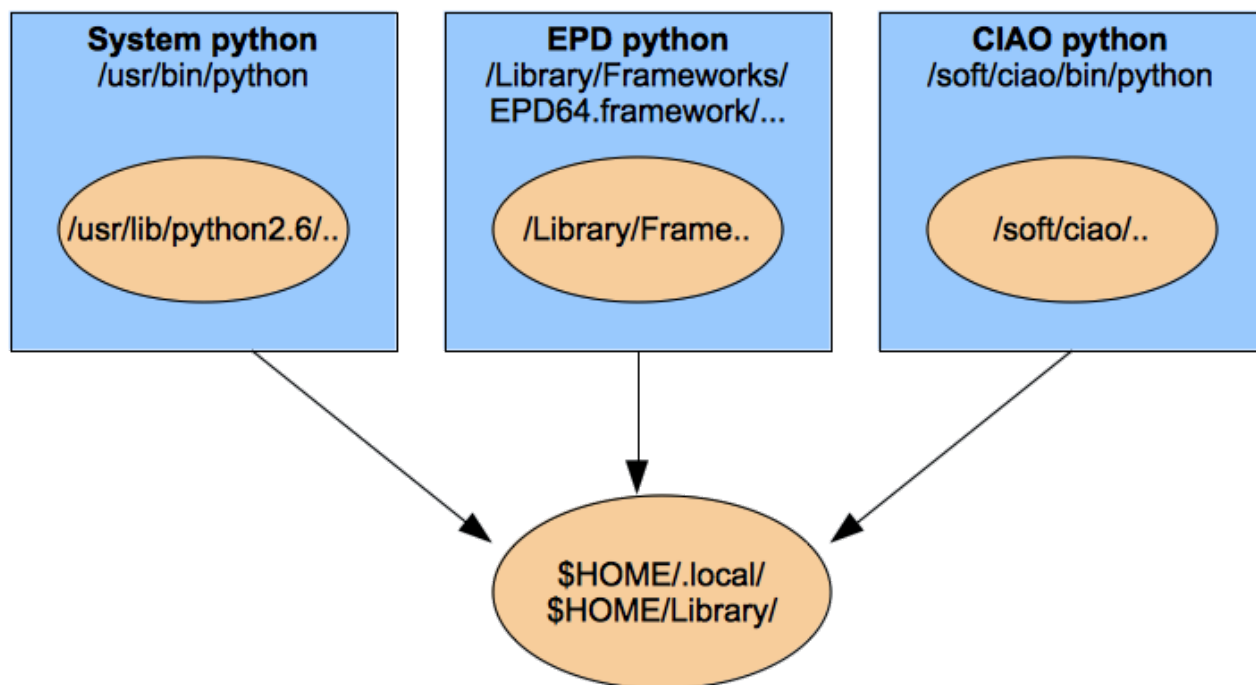 System python
/usr/bin/python
/usr/lib/python2.6/..
EPD python
/Library/Frameworks/
EPD64.framework/...
/Library/Frame..
CIAO python
/soft/ciao/bin/python
/soft/ciao/..
$HOME/.local/
$HOME/Library/